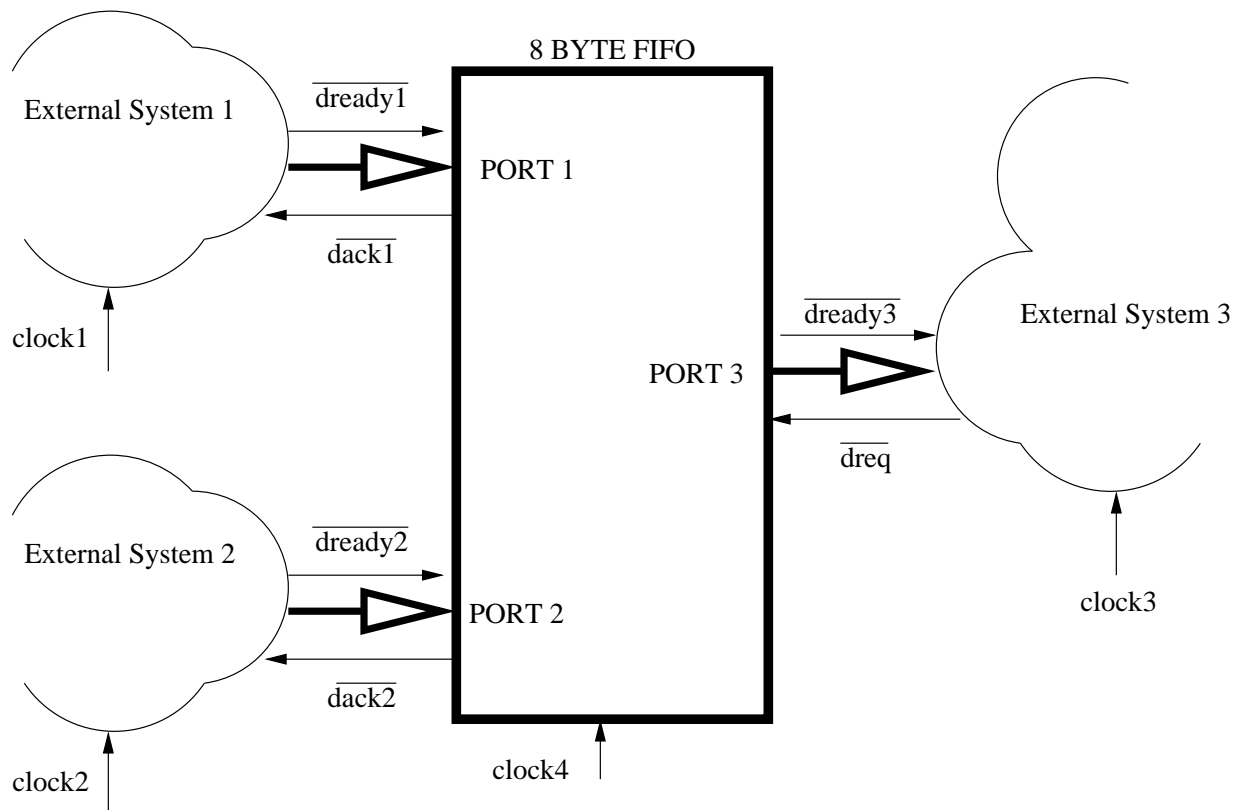 8 BYTE FIFO
External System 1
dready1
PORT 1
dack1
clock1
dready3
External System 3
PORT 3
dreq
External System 2
dready2
PORT 2
dack2
clock3
clock4
clock2